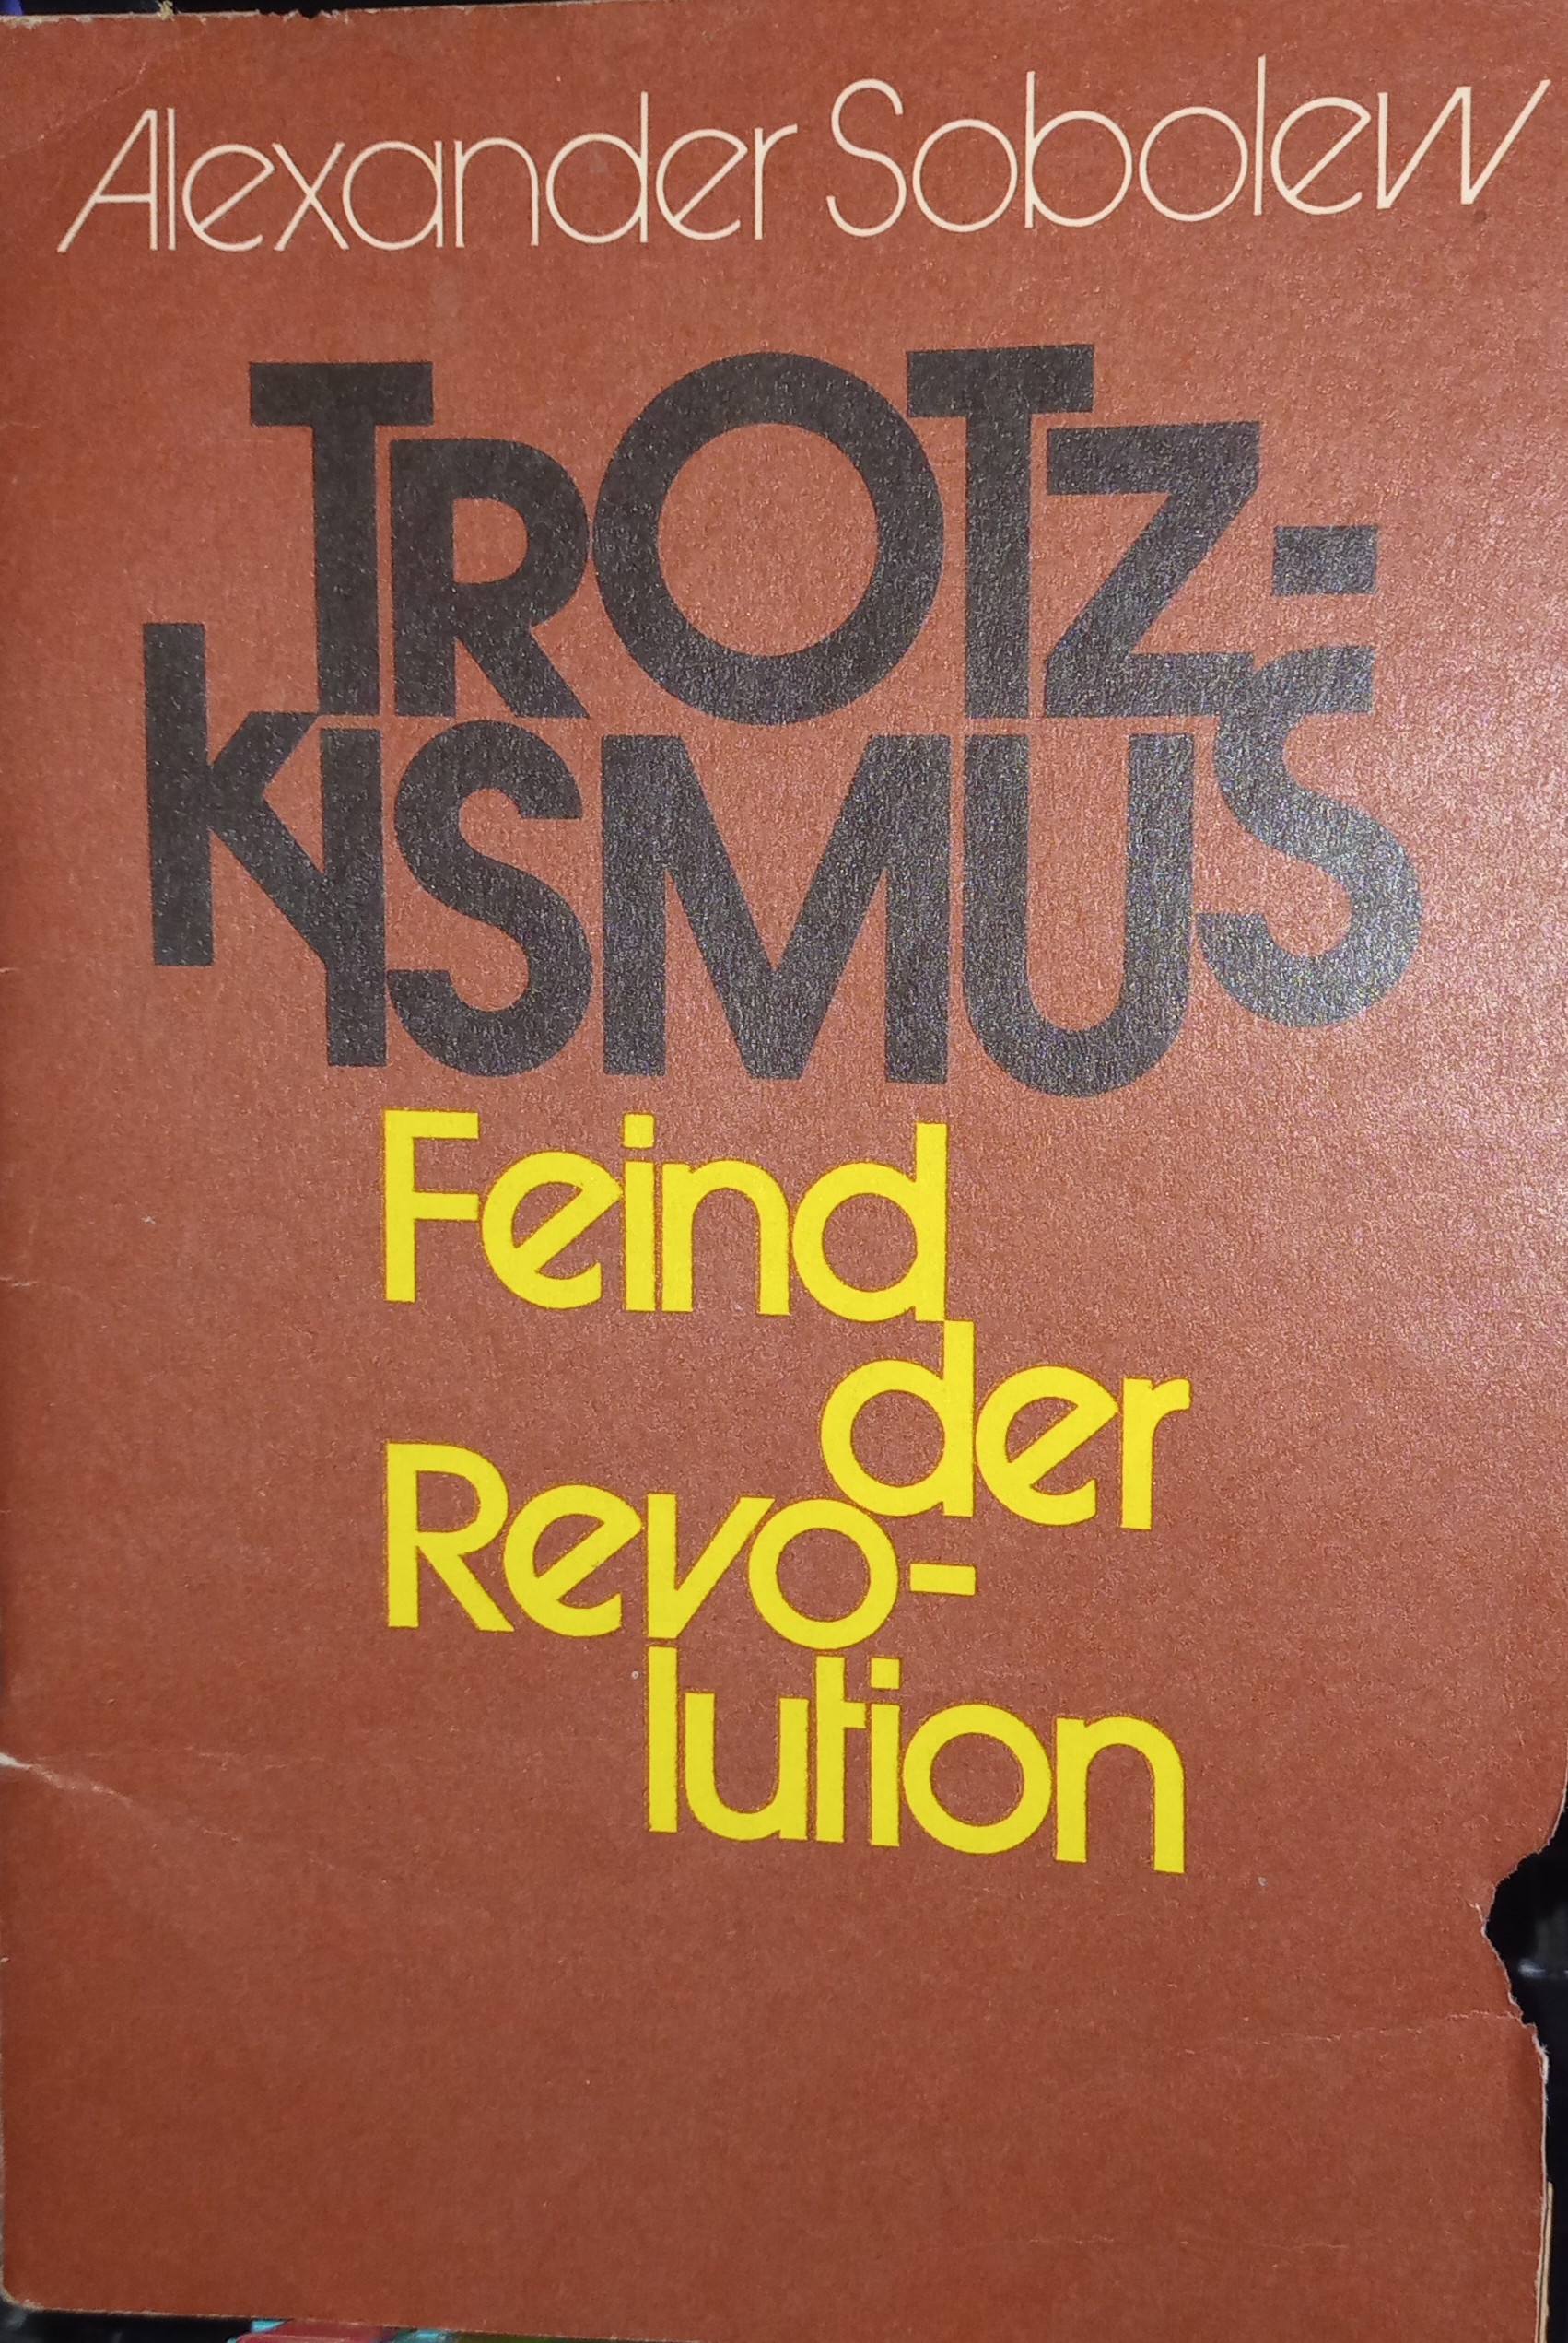 Alexander Sobolew
TROTZ-
KISMUS
Feind
der
Revo-
lution